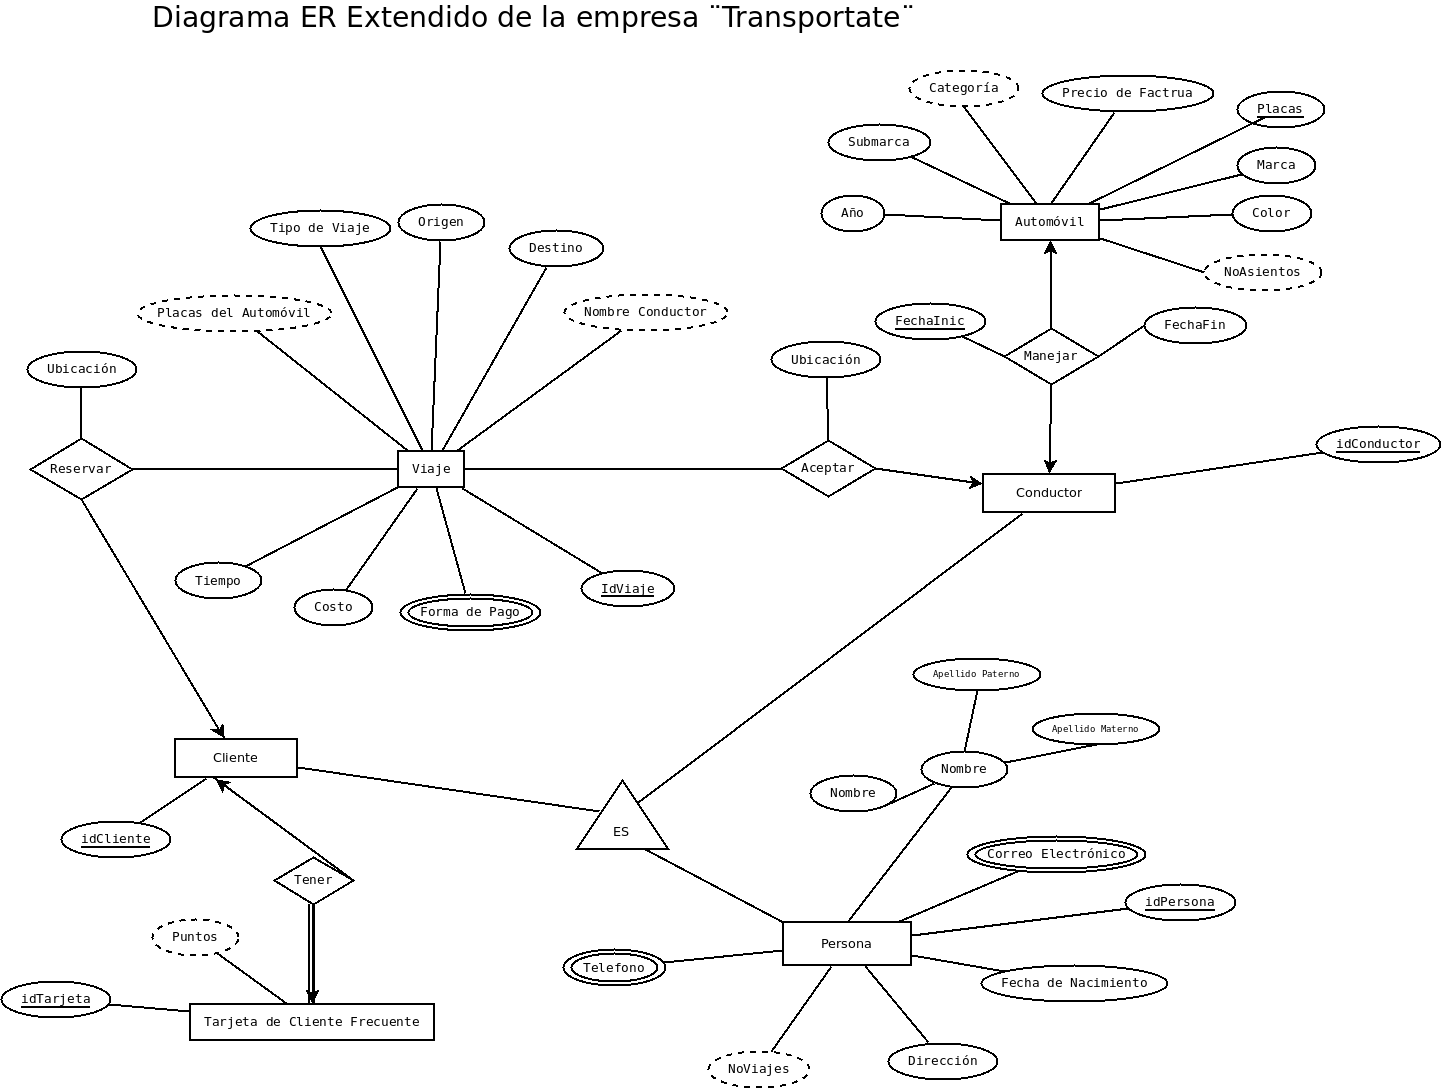 Diagrama ER Extendido de la empresa ¨Transportate¨
Categoría
Precio de Factrua
Placas
Submarca
Marca
Año
Automóvil
Color
Tipo de Viaje
Origen
Destino
NoAsientos
Placas del Automóvil
Nombre Conductor
FechaInic
FechaFin
Ubicación
Ubicación
Manejar
idConductor
Reservar
Viaje
Aceptar
Conductor
Tiempo
Costo
Forma de Pago
IdViaje
Apellido Paterno
Apellido Materno
Cliente
Nombre
Nombre
ES
idCliente
Correo Electrónico
Tener
idPersona
Puntos
Persona
Telefono
Fecha de Nacimiento
idTarjeta
Tarjeta de Cliente Frecuente
NoViajes
Dirección